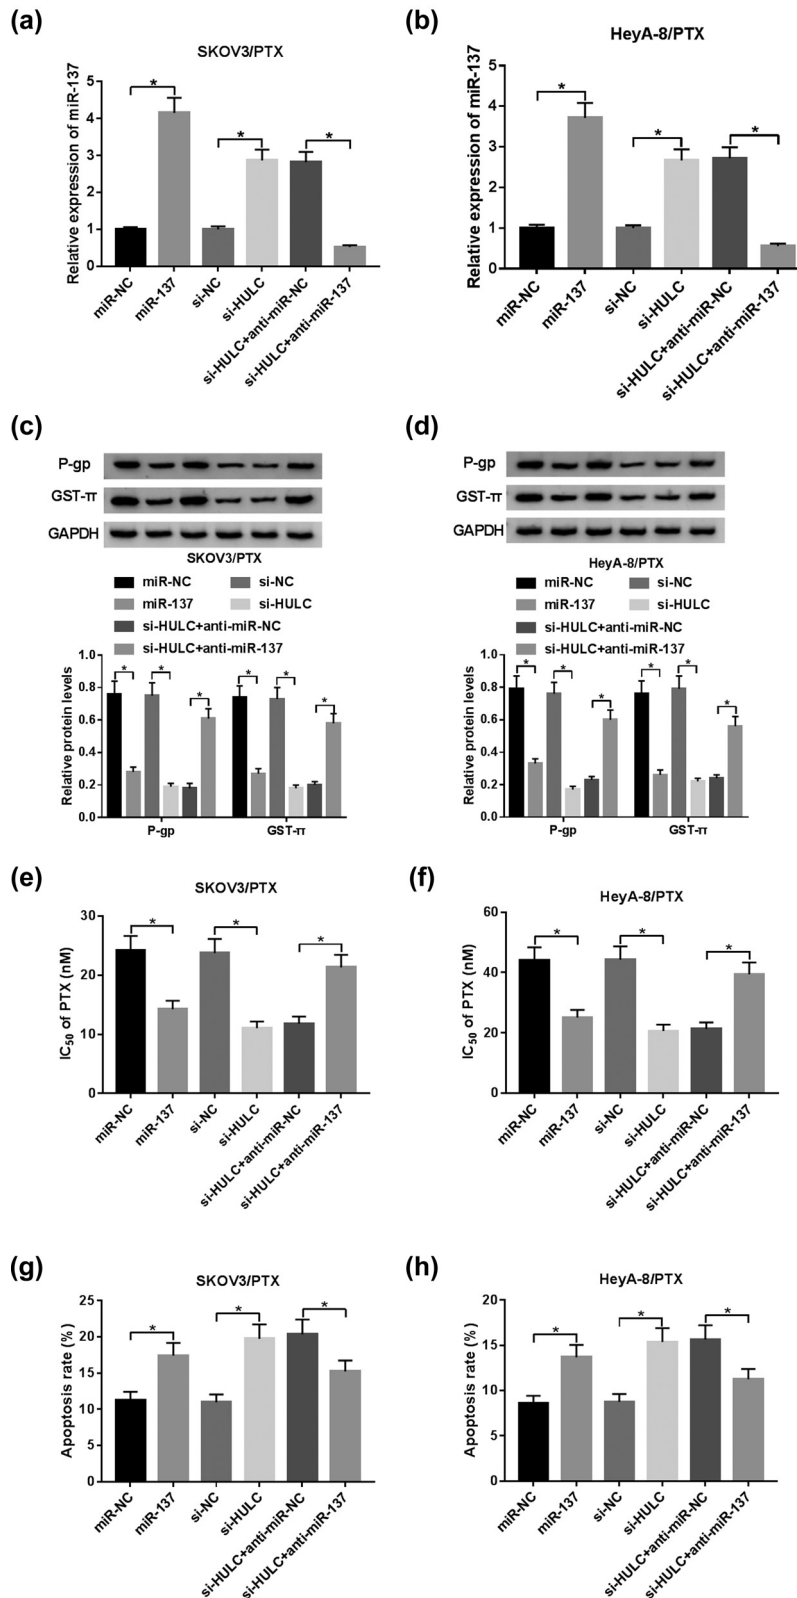 (a)
SKOV3/PTX
Relative expression of miR-137
5
4
3
2
1
0
*
*
*
miR-NC
miR-137
si-NC
si-HULC
si-HULC+anti-miR-NC
si-HULC+anti-miR-137
(b)
HeyA-8/PTX
Relative expression of miR-137
5
4
3
2
1
0
*
*
*
miR-NC
miR-137
si-NC
si-HULC
si-HULC+anti-miR-NC
si-HULC+anti-miR-137
(c)
P-gp
GST-π
GAPDH
SKOV3/PTX
miR-NC
si-NC
miR-137
si-HULC
si-HULC+anti-miR-NC
si-HULC+anti-miR-137
Relative protein levels
1.0
0.8
0.6
0.4
0.2
0.0
*
*
*
*
*
*
P-gp
GST-π
(d)
P-gp
GST-π
GAPDH
HeyA-8/PTX
miR-NC
si-NC
miR-137
si-HULC
si-HULC+anti-miR-NC
si-HULC+anti-miR-137
Relative protein levels
1.0
0.8
0.6
0.4
0.2
0.0
*
*
*
*
*
*
P-gp
GST-π
(e)
SKOV3/PTX
IC50 of PTX (nM)
30
20
10
0
*
*
*
miR-NC
miR-137
si-NC
si-HULC
si-HULC+anti-miR-NC
si-HULC+anti-miR-137
(f)
HeyA-8/PTX
IC50 of PTX (nM)
60
40
20
0
*
*
*
miR-NC
miR-137
si-NC
si-HULC
si-HULC+anti-miR-NC
si-HULC+anti-miR-137
(g)
SKOV3/PTX
Apoptosis rate (%)
25
20
15
10
5
0
*
*
*
miR-NC
miR-137
si-NC
si-HULC
si-HULC+anti-miR-NC
si-HULC+anti-miR-137
(h)
HeyA-8/PTX
Apoptosis rate (%)
20
15
10
5
0
*
*
*
miR-NC
miR-137
si-NC
si-HULC
si-HULC+anti-miR-NC
si-HULC+anti-miR-137